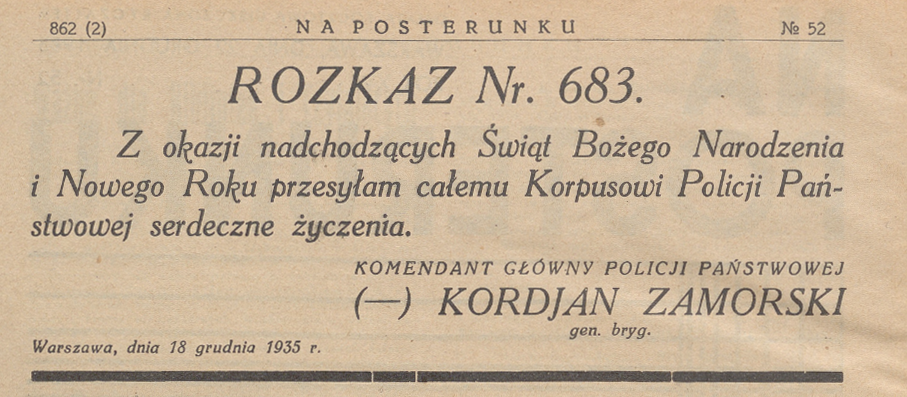 862 (2) NA POSTERUNKU № 52
ROZKAZ Nr. 683.
Z okazji nadchodzących Świąt Bożego Narodzenia
i Nowego Roku przesyłam całemu Korpusowi Policji Pań-
stwowej serdeczne życzenia.
KOMENDANT GŁÓWNY POLICJI PAŃSTWOWEJ
(—) KORDJAN ZAMORSKI
gen. bryg.
Warszawa, dnia 18 grudnia 1935 r.